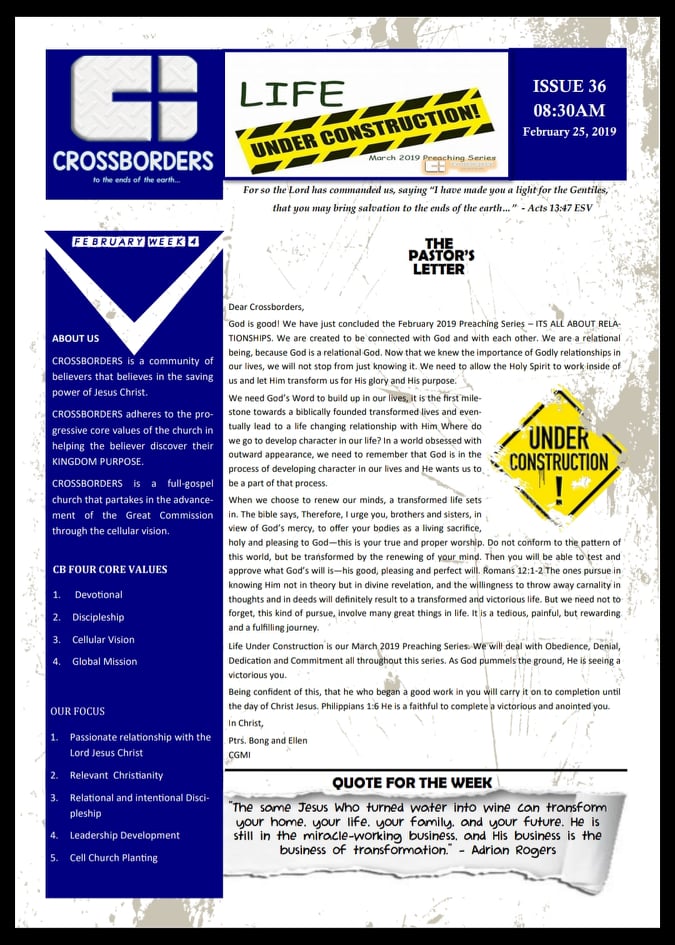 CROSSBORDERS
to the ends of the earth...
LIFE
UNDER CONSTRUCTION!
March 2019 Preaching Series
ISSUE 36
08:30AM
February 25, 2019
For so the Lord has commanded us, saying “I have made you a light for the Gentiles,
that you may bring salvation to the ends of the earth…” - Acts 13:47 ESV
FEBRUARY WEEK 4
ABOUT US
CROSSBORDERS is a community of
believers that believes in the saving
power of Jesus Christ.
CROSSBORDERS adheres to the pro-
gressive core values of the church in
helping the believer discover their
KINGDOM PURPOSE.
CROSSBORDERS is a full-gospel
church that partakes in the advance-
ment of the Great Commission
through the cellular vision.
CB FOUR CORE VALUES
1. Devotional
2. Discipleship
3. Cellular Vision
4. Global Mission
OUR FOCUS
1. Passionate relationship with the
Lord Jesus Christ
2. Relevant Christianity
3. Relational and intentional Disci-
pleship
4. Leadership Development
5. Cell Church Planting
THE
PASTOR'S
LETTER
Dear Crossborders,
God is good! We have just concluded the February 2019 Preaching Series – ITS ALL ABOUT RELA-
TIONSHIPS. We are created to be connected with God and with each other. We are a relational
being, because God is a relational God. Now that we knew the importance of Godly relationships in
our lives, we will not stop from just knowing it. We need to allow the Holy Spirit to work inside of
us and let Him transform us for His glory and His purpose.
We need God’s Word to build up in our lives, it is the first mile-
stone towards a biblically founded transformed lives and even-
tually lead to a life changing relationship with Him Where do
we go to develop character in our life? In a world obsessed with
outward appearance, we need to remember that God is in the
process of developing character in our lives and He wants us to
be a part of that process.
UNDER
CONSTRUCTION
!
When we choose to renew our minds, a transformed life sets
in. The bible says, Therefore, I urge you, brothers and sisters, in
view of God’s mercy, to offer your bodies as a living sacrifice,
holy and pleasing to God—this is your true and proper worship. Do not conform to the pattern of
this world, but be transformed by the renewing of your mind. Then you will be able to test and
approve what God’s will is—his good, pleasing and perfect will. Romans 12:1-2 The ones pursue in
knowing Him not in theory but in divine revelation, and the willingness to throw away carnality in
thoughts and in deeds will definitely result to a transformed and victorious life. But we need not to
forget, this kind of pursue, involve many great things in life. It is a tedious, painful, but rewarding
and a fulfilling journey.
Life Under Construction is our March 2019 Preaching Series. We will deal with Obedience, Denial,
Dedication and Commitment all throughout this series. As God pummels the ground, He is seeing a
victorious you.
Being confident of this, that he who began a good work in you will carry it on to completion until
the day of Christ Jesus. Philippians 1:6 He is a faithful to complete a victorious and anointed you.
In Christ,
Ptrs. Bong and Ellen
CGMI
QUOTE FOR THE WEEK
"The same Jesus Who turned water into wine can transform
your home, your life, your family, and your future. He is
still in the miracle-working business, and His business is the
business of transformation." - Adrian Rogers